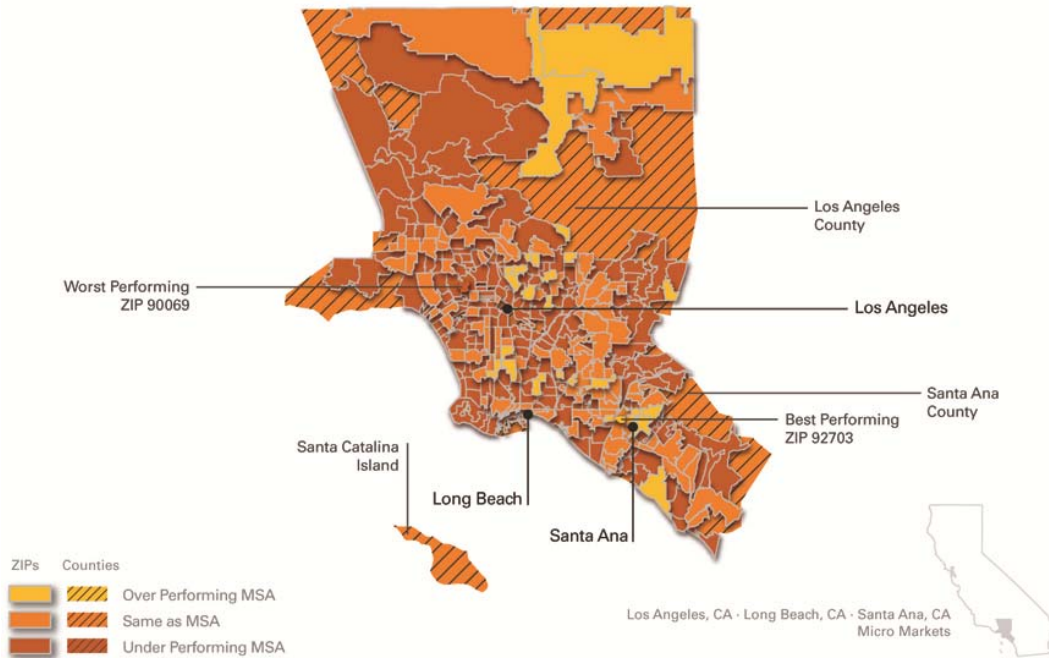 Los Angeles
County
Worst Performing
ZIP 90069
Los Angeles
Santa Ana
County
Best Performing
ZIP 92703
Santa Catalina
Island
Long Beach
Santa Ana
ZIPs Counties
Over Performing MSA
Same as MSA
Under Performing MSA
Los Angeles, CA · Long Beach, CA · Santa Ana, CA
Micro Markets